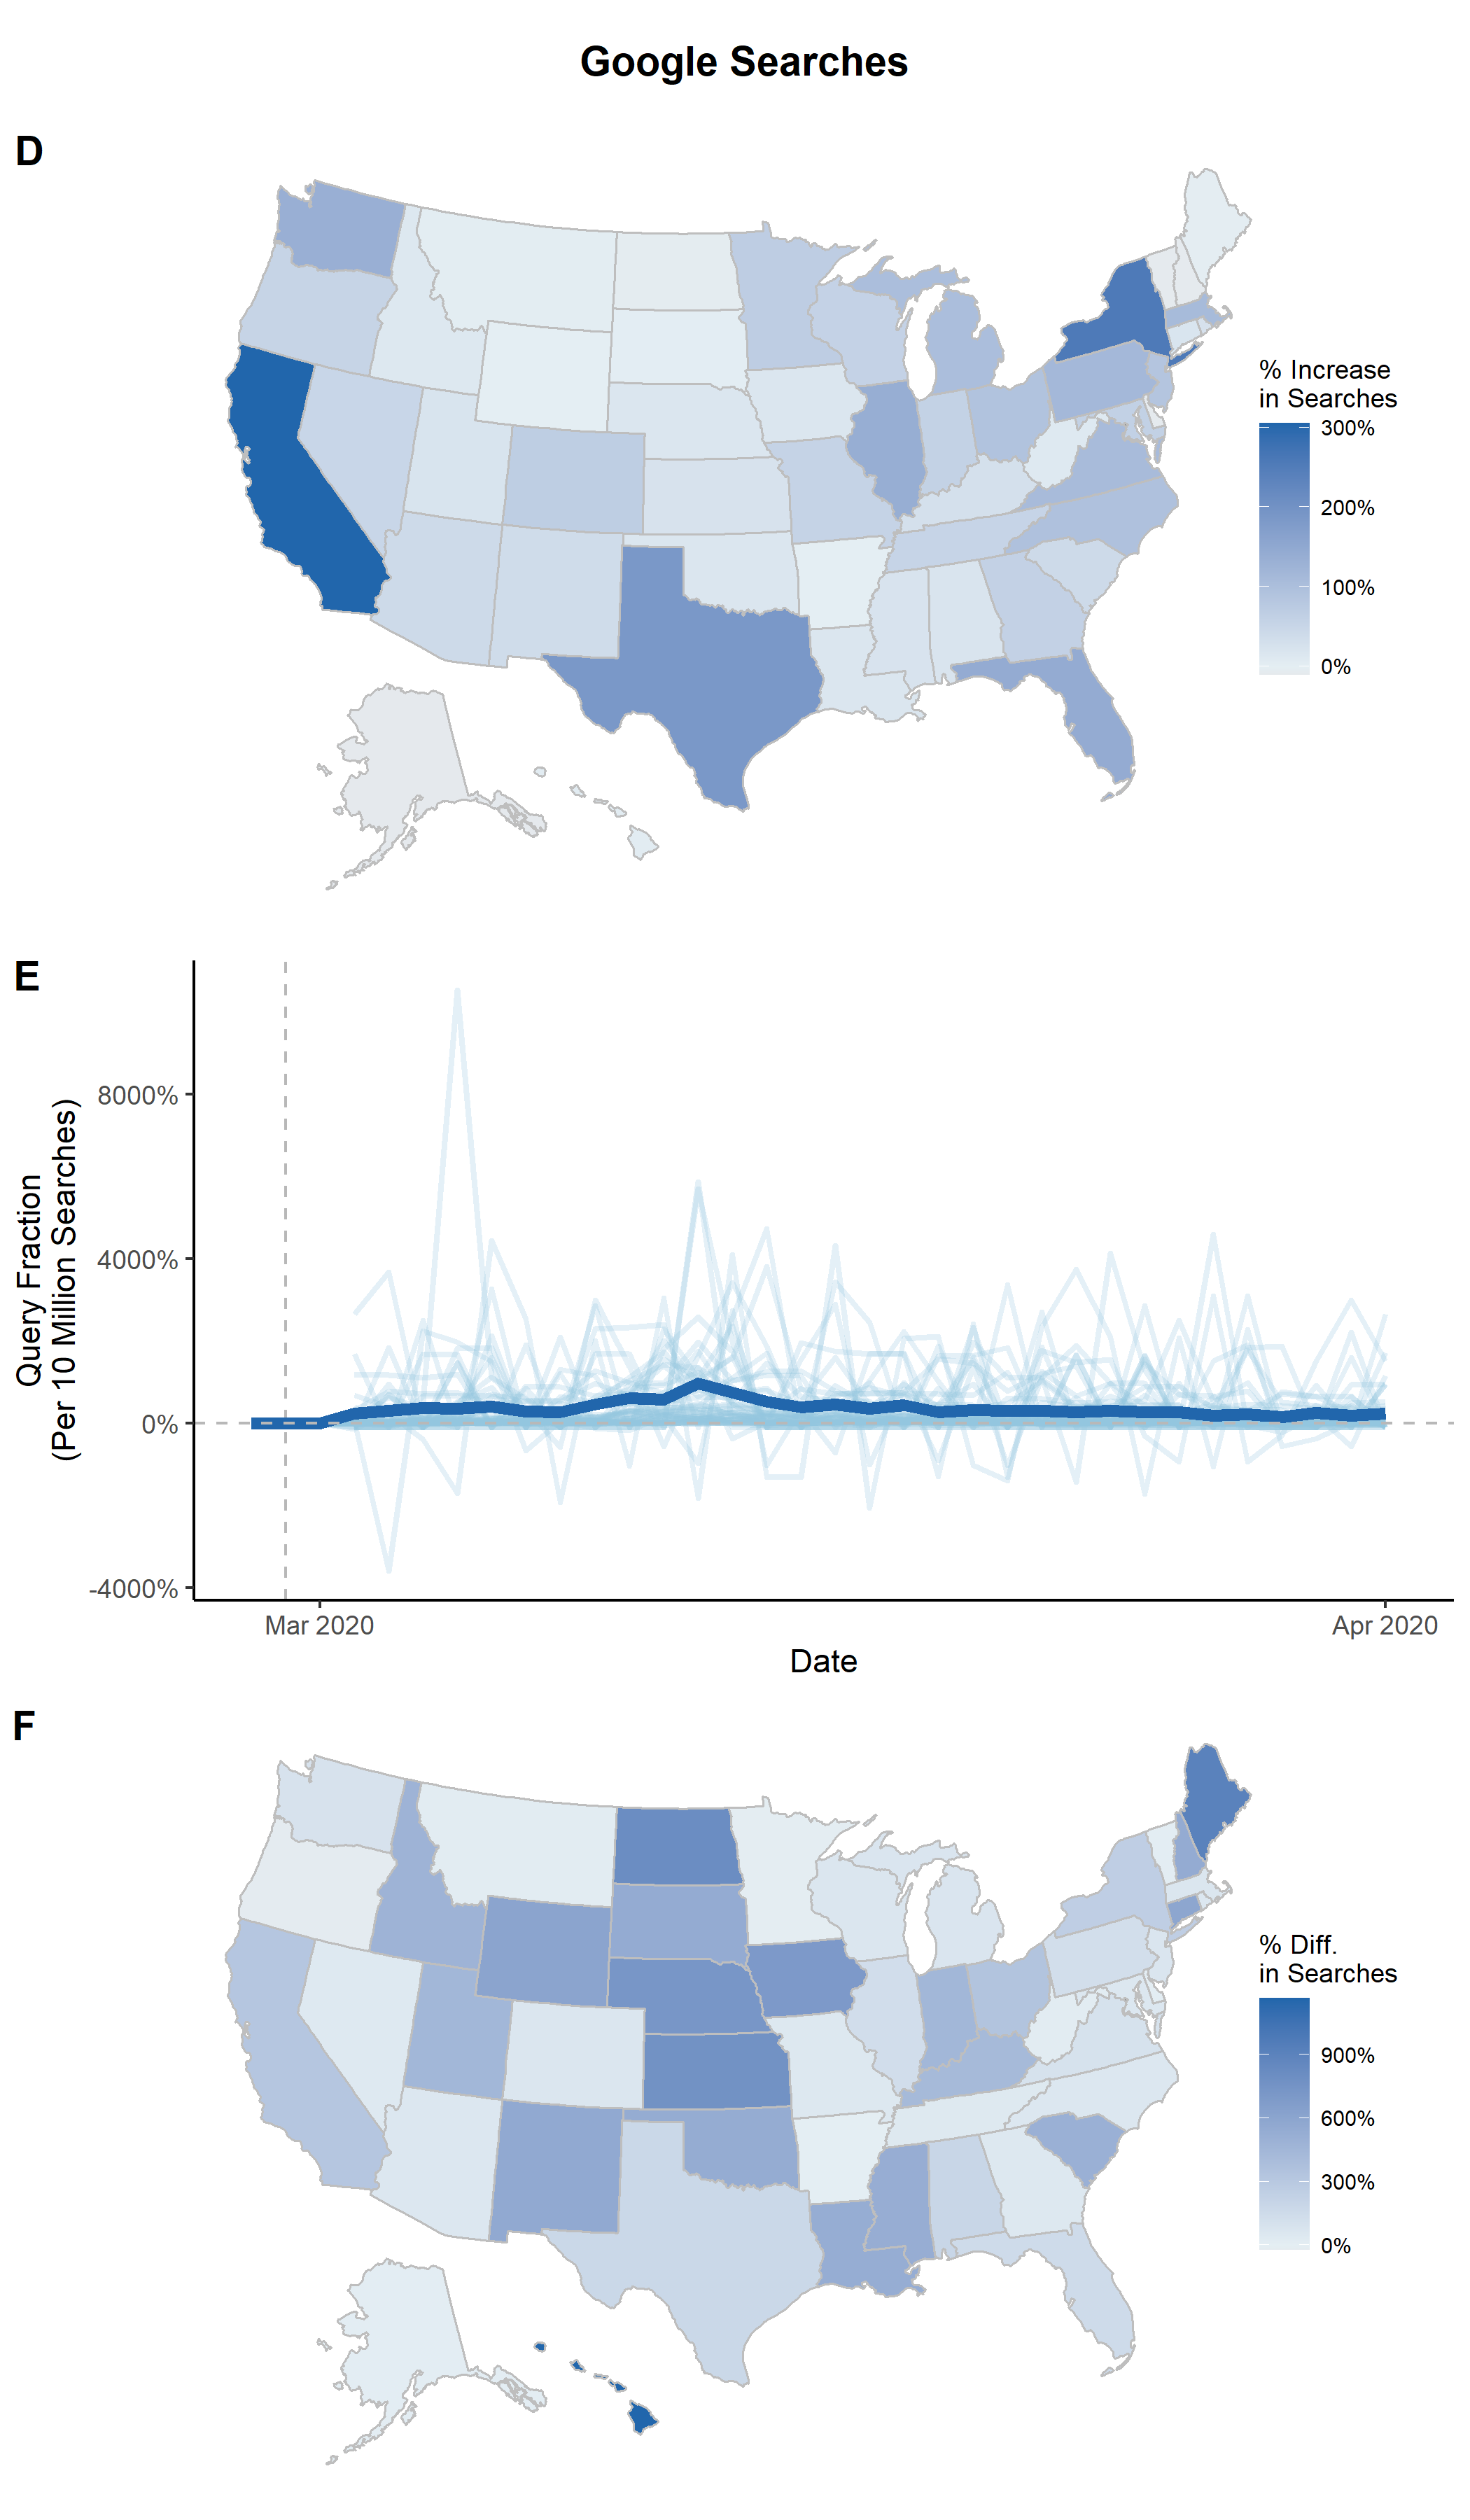 Google Searches
D
% Increase
in Searches
300%
200%
100%
0%
E
Query Fraction
(Per 10 Million Searches)
8000%
4000%
0%
-4000%
Mar 2020
Apr 2020
Date
F
% Diff.
in Searches
900%
600%
300%
0%